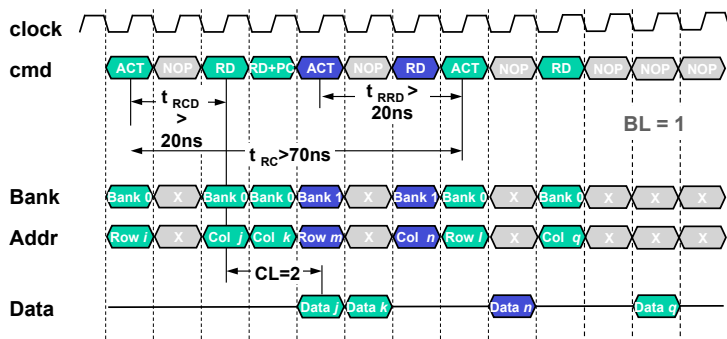 clock
cmd ACT NOP RD RD+PC ACT NOP RD ACT NOP RD NOP NOP NOP
t RCD > 20ns
t RRD > 20ns
BL = 1
t RC >70ns
Bank Bank 0 X Bank 0 Bank 0 Bank 1 X Bank 1 Bank 0 X Bank 0 X X X
Addr Row i X Col j Col k Row m X Col n Row l X Col q X X X
CL=2
Data Data j Data k Data n Data q